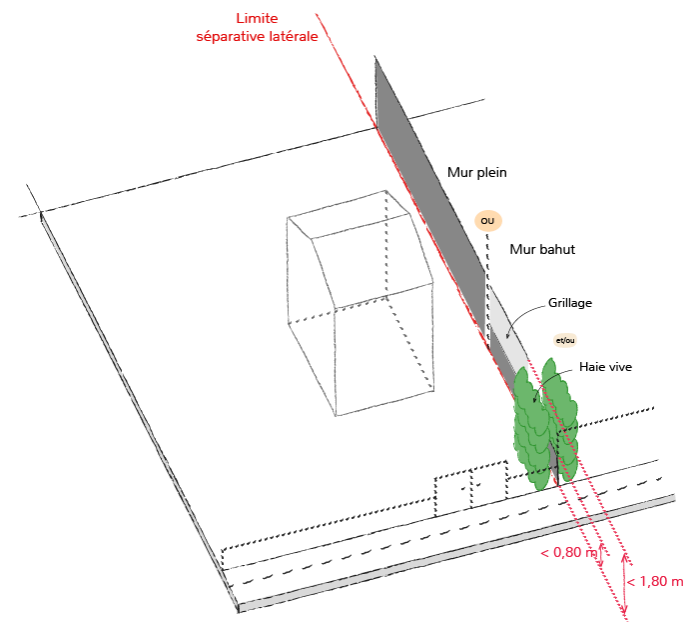 Limite
séparative latérale
Mur plein
ou
Mur bahut
Grillage
et/ou
Haie vive
< 0,80 m
< 1,80 m